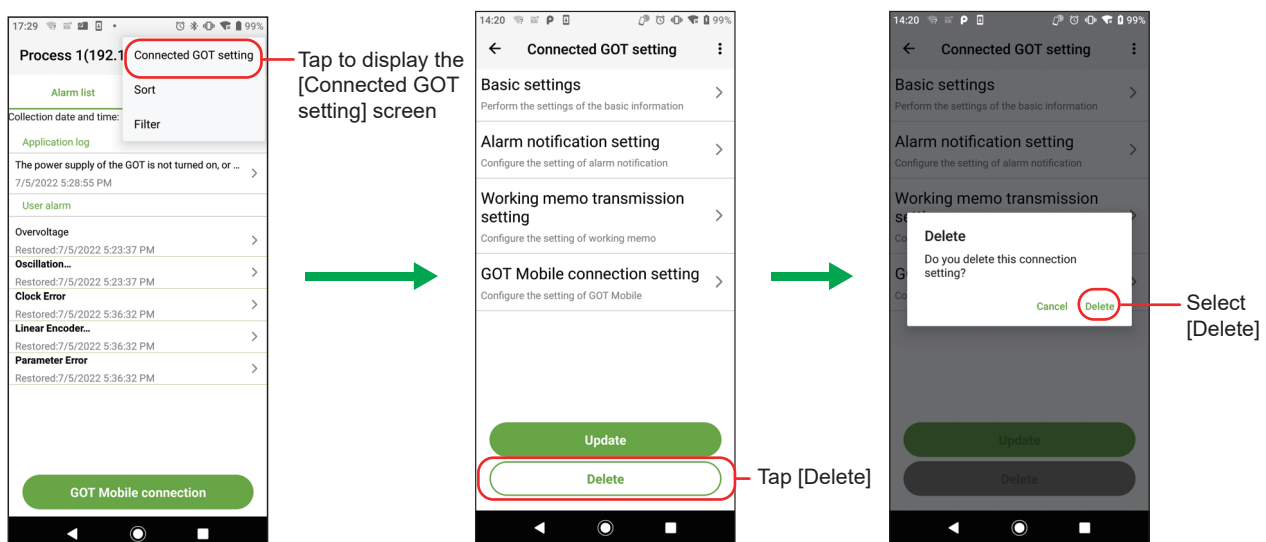 17:29
99%
Process 1(192.1
Connected GOT setting
Alarm list
Sort
Collection date and time:
Filter
Application log
The power supply of the GOT is not turned on, or ...
7/5/2022 5:28:55 PM
User alarm
Overvoltage
Restored:7/5/2022 5:23:37 PM
Oscillation...
Restored:7/5/2022 5:23:37 PM
Clock Error
Restored:7/5/2022 5:36:32 PM
Linear Encoder...
Restored:7/5/2022 5:36:32 PM
Parameter Error
Restored:7/5/2022 5:36:32 PM
GOT Mobile connection
Tap to display the
[Connected GOT
setting] screen
14:20
99%
Connected GOT setting
Basic settings
Perform the settings of the basic information
Alarm notification setting
Configure the setting of alarm notification
Working memo transmission
setting
Configure the setting of working memo
GOT Mobile connection setting
Configure the setting of GOT Mobile
Update
Delete
Tap [Delete]
14:20
99%
Connected GOT setting
Basic settings
Perform the settings of the basic information
Alarm notification setting
Configure the setting of alarm notification
Working memo transmission
Delete
Do you delete this connection
setting?
Cancel Delete
Update
Delete
Select
[Delete]